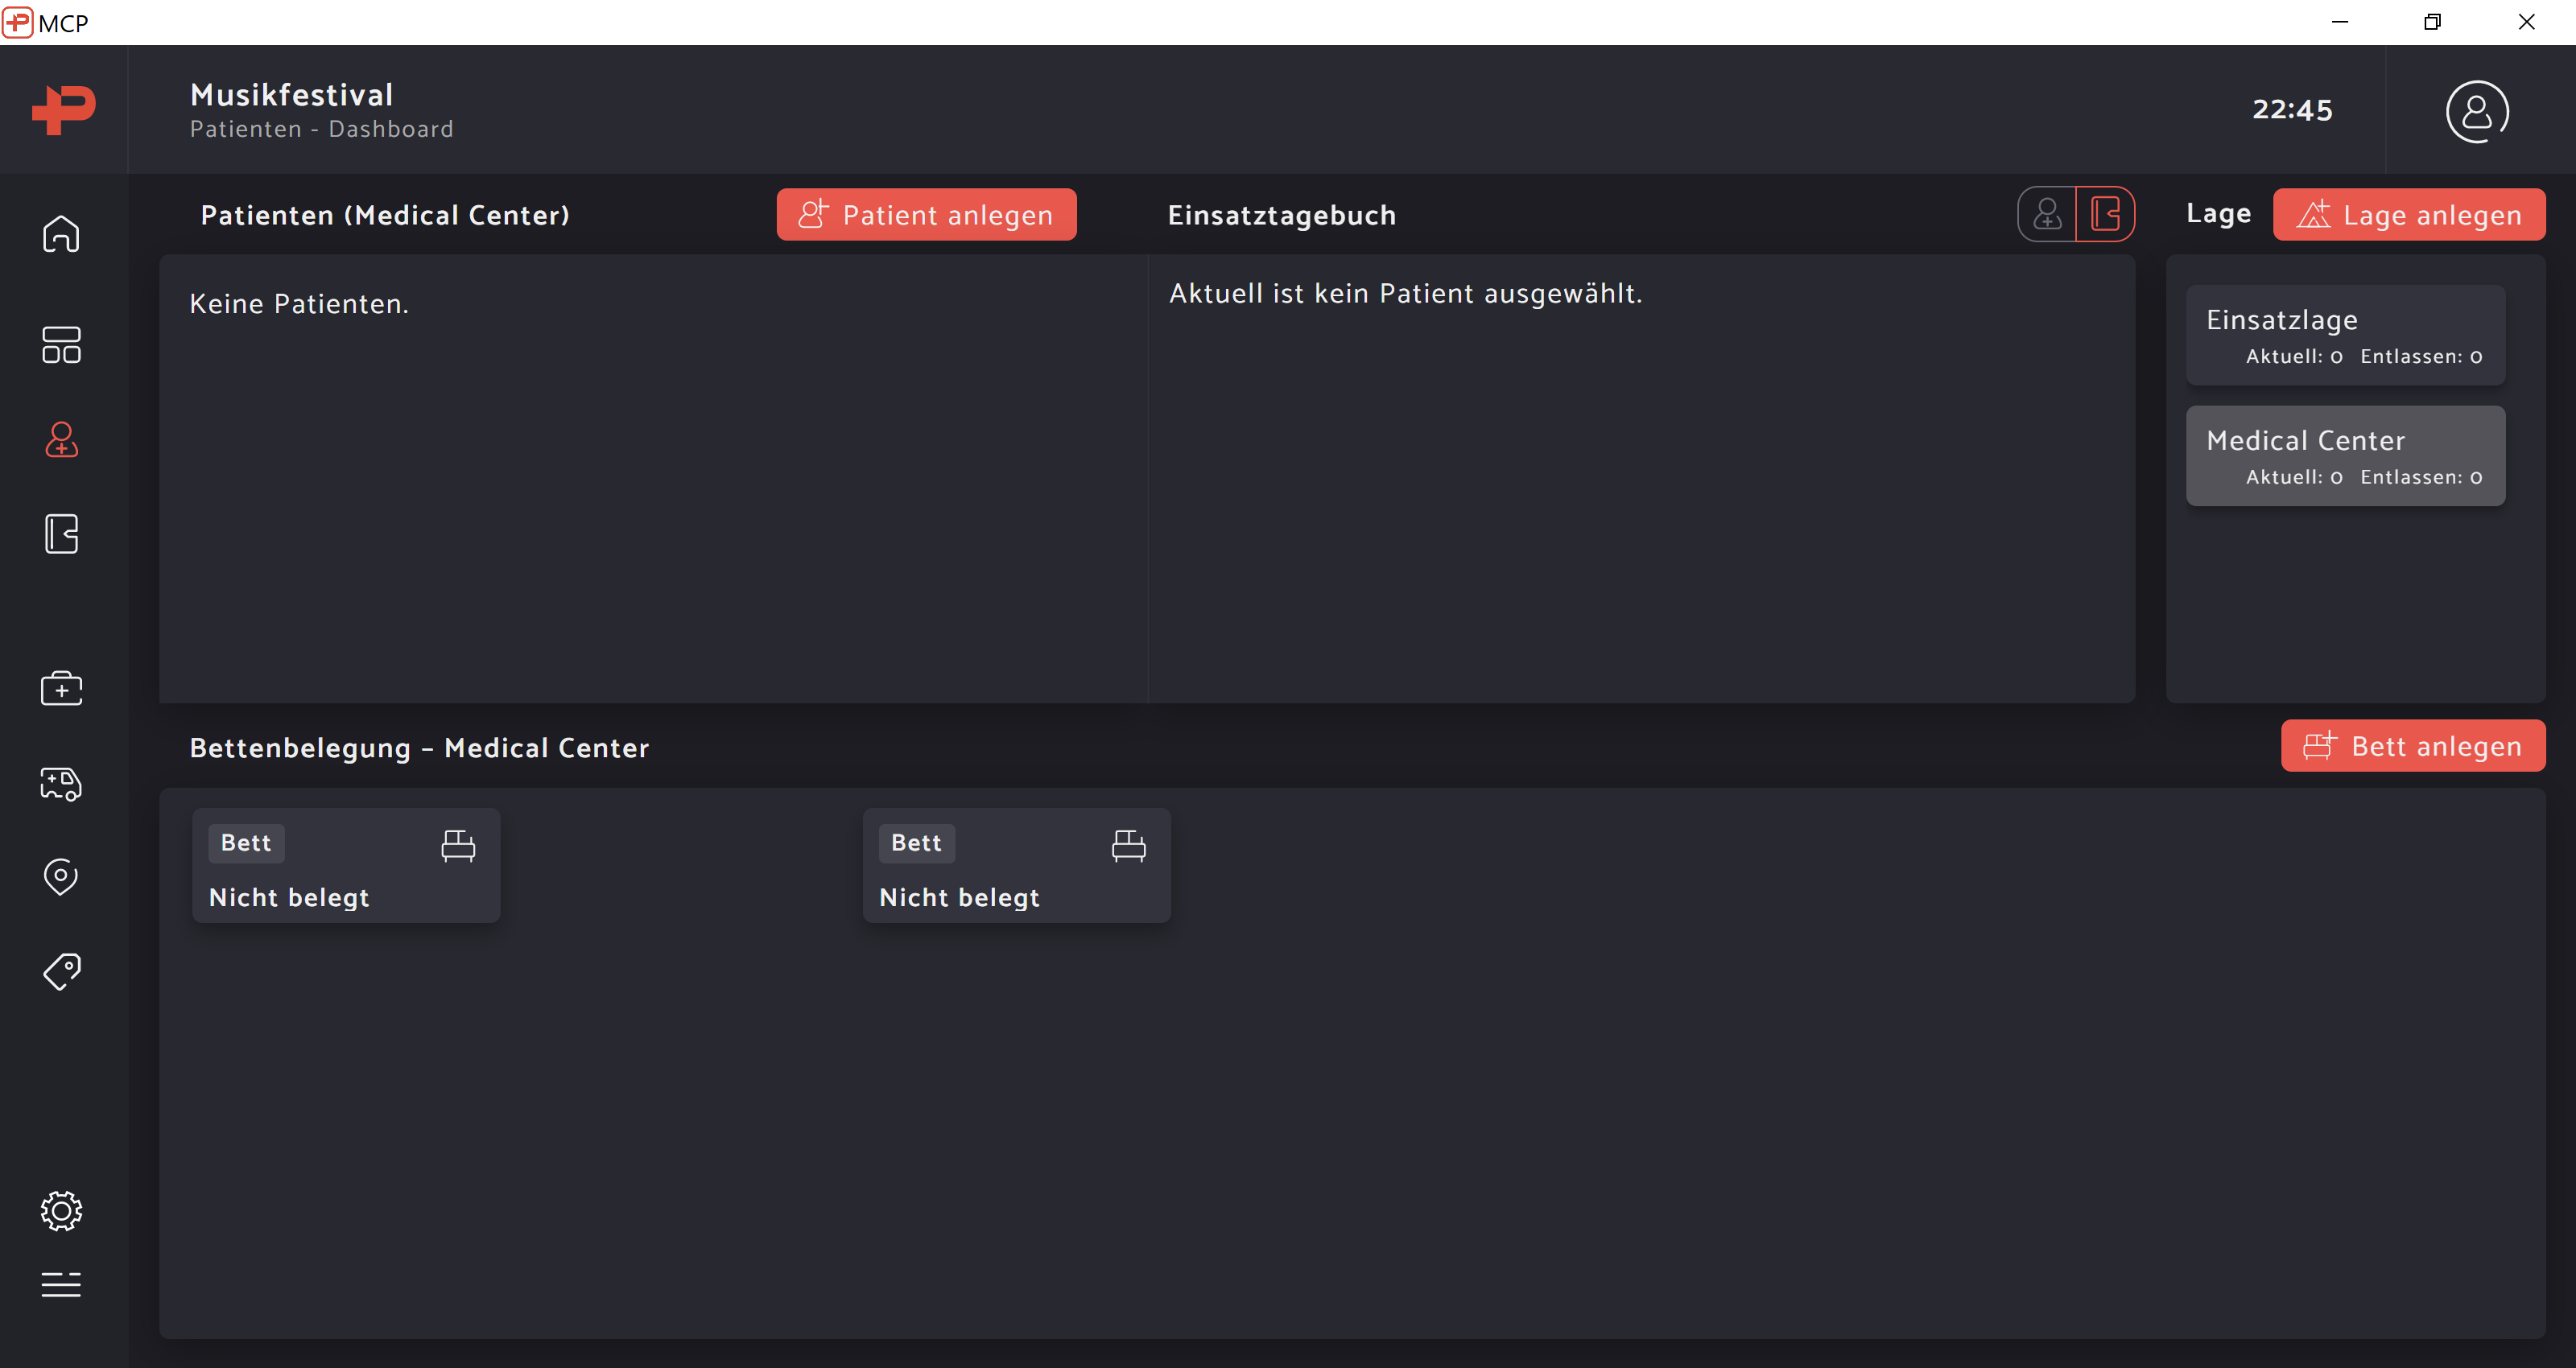 MCP
Musikfestival
Patienten - Dashboard
22:45
Patienten (Medical Center)
Patient anlegen
Einsatztagebuch
Lage
Lage anlegen
Keine Patienten.
Aktuell ist kein Patient ausgewählt.
Einsatzlage
Aktuell: 0 Entlassen: 0
Medical Center
Aktuell: 0 Entlassen: 0
Bettenbelegung – Medical Center
Bett anlegen
Bett
Nicht belegt
Bett
Nicht belegt